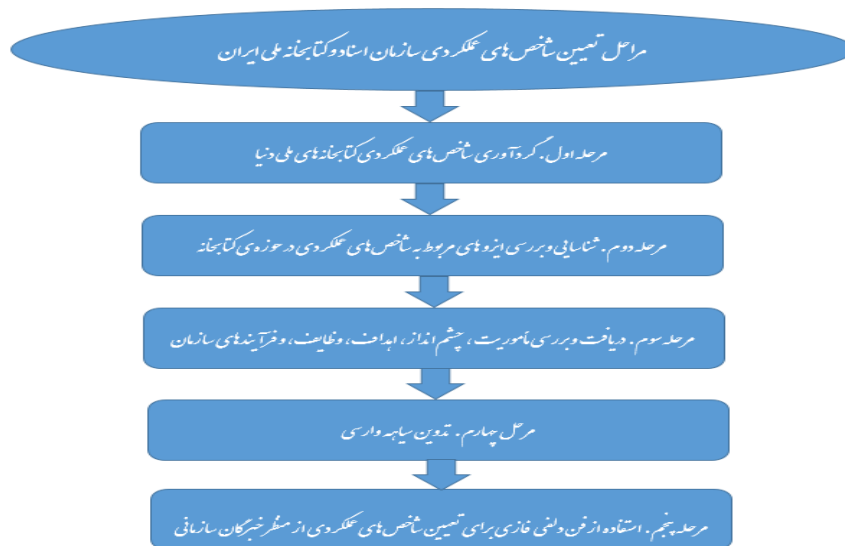 مراحل تعیین شاخص های عملکردی سازمان اسناد و کتابخانه ملی ایران
مرحله اول. گردآوری شاخص های عملکردی کتابخانه های ملی دنیا
مرحله دوم. شناسایی و بررسی ایزو های مربوط به شاخص های عملکردی در حوزه ی کتابخانه
مرحله سوم. دریافت و بررسی مأموریت، چشم انداز، اهداف، وظایف، و فرآیندهای سازمان
مرحل چهارم. تدوین سیاهه وارسی
مرحله پنجم. استفاده از فن دلفی فازی برای تعیین شاخص های عملکردی از منظر خبرگان سازمانی